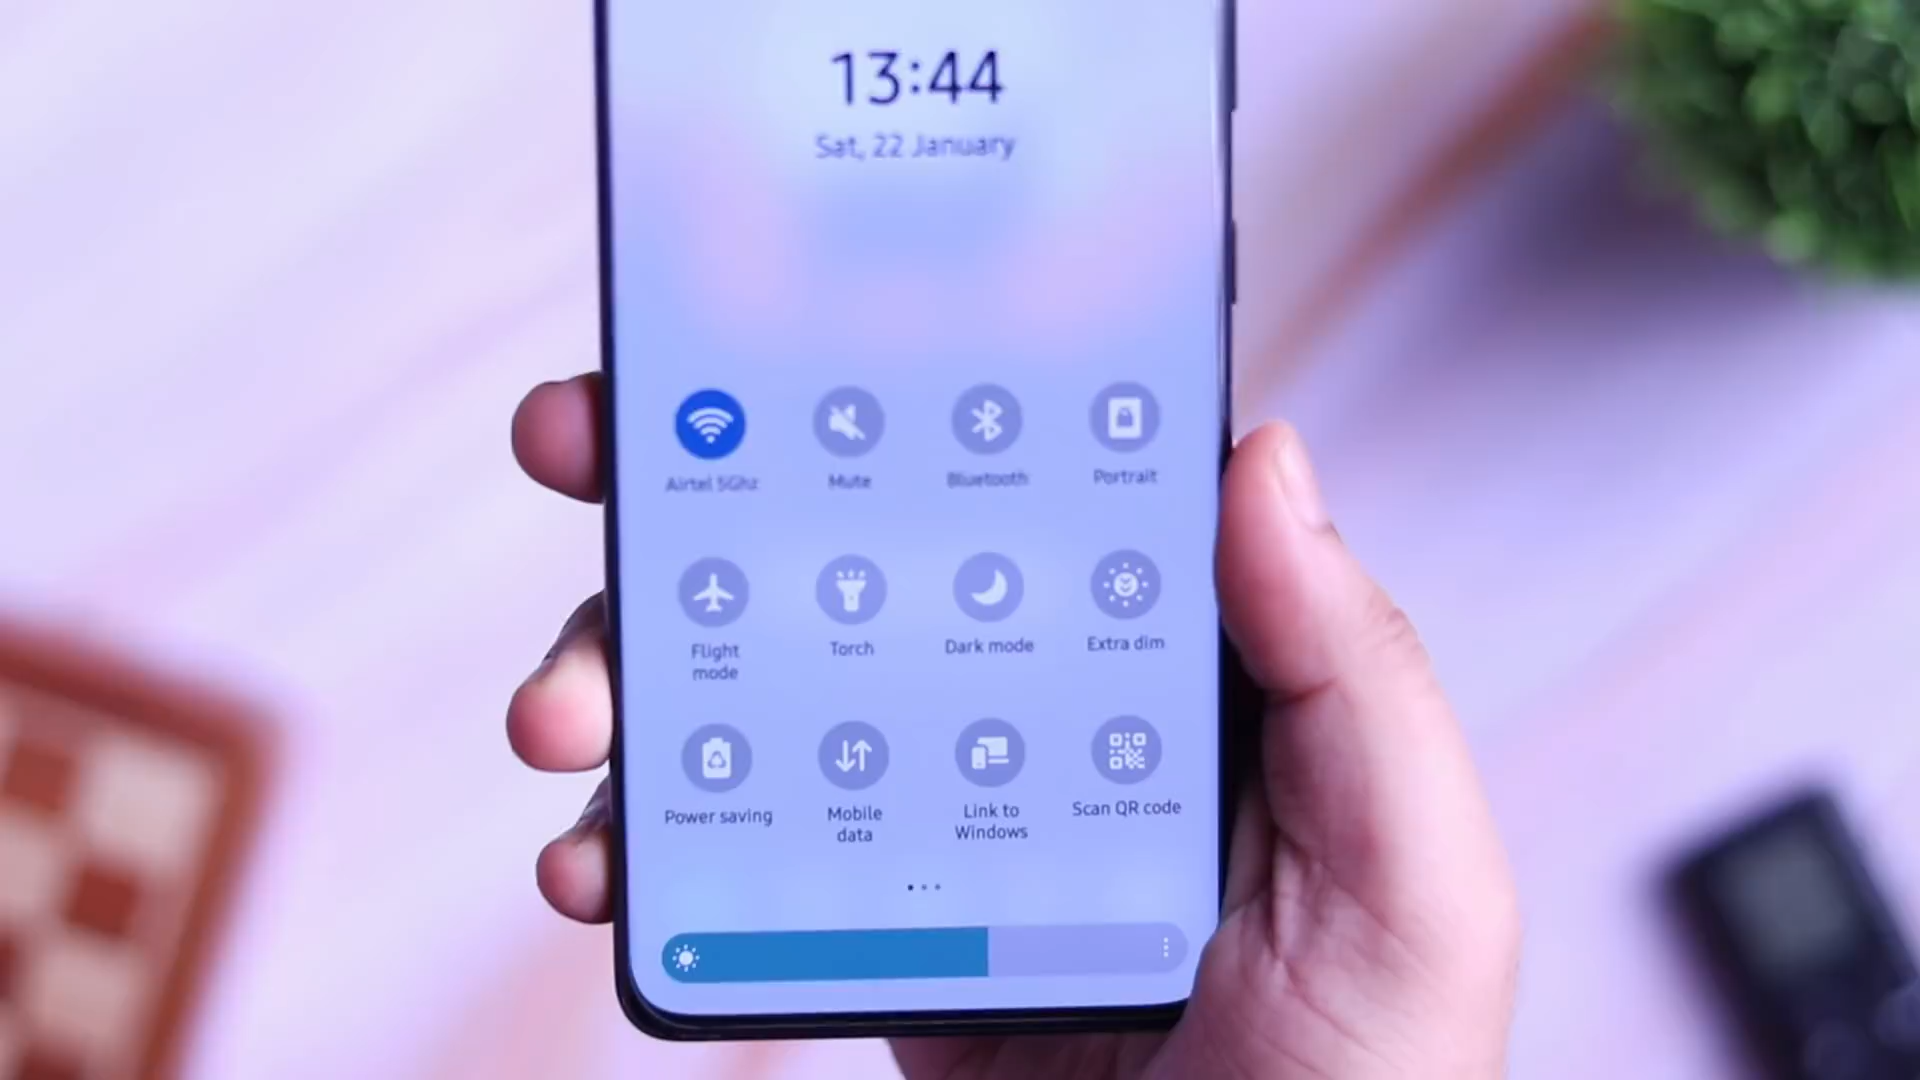 13:44
Sat, 22 January
Airtel 5Ghz
Mute
Bluetooth
Portrait
Flight
mode
Torch
Dark mode
Extra dim
Power saving
Mobile
data
Link to
Windows
Scan QR code